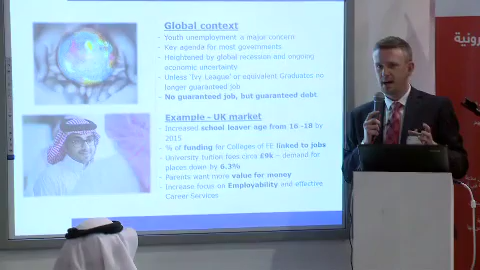 Global context
- Youth unemployment a major concern
- Key agenda for most governments
- Heightened by global recession and ongoing
economic uncertainty
- Unless 'Ivy League' or equivalent Graduates no
longer guaranteed job
- No guaranteed job, but guaranteed debt
Example - UK market
- Increased school leaver age from 16 -18 by
2015
- % of funding for Colleges of FE linked to jobs
- University tuition fees circa £9k – demand for
places down by 6.3%
- Parents want more value for money
- Increase focus on Employability and effective
Career Services